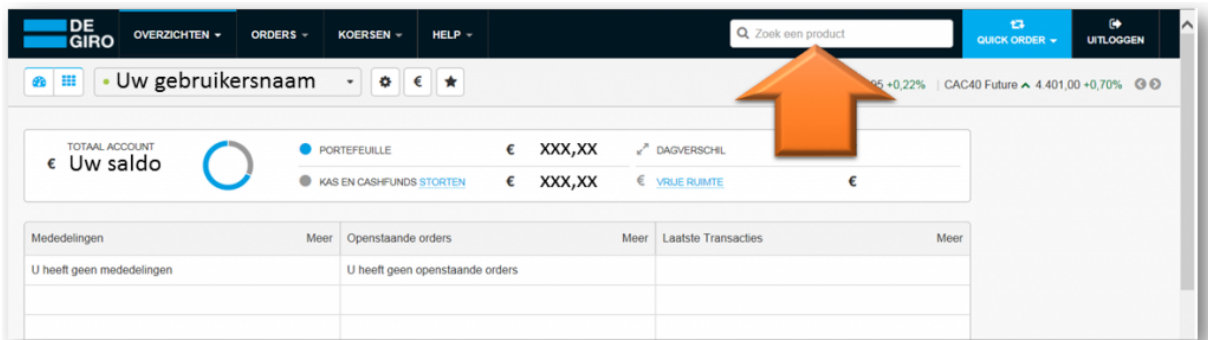 DE GIRO OVERZICHTEN ORDERS KOERSEN HELP Zoek een product QUICK ORDER UITLOGGEN
Uw gebruikersnaam € +0,22% | CAC40 Future 4.401,00 +0,70%
TOTAAL ACCOUNT
€ Uw saldo
PORTEFEUILLE € XXX,XX DAGVERSCHIL
KAS EN CASHFUNDS STORTEN € XXX,XX € VRIJE RUIMTE €
Mededelingen Meer Openstaande orders Meer Laatste Transacties Meer
U heeft geen mededelingen U heeft geen openstaande orders